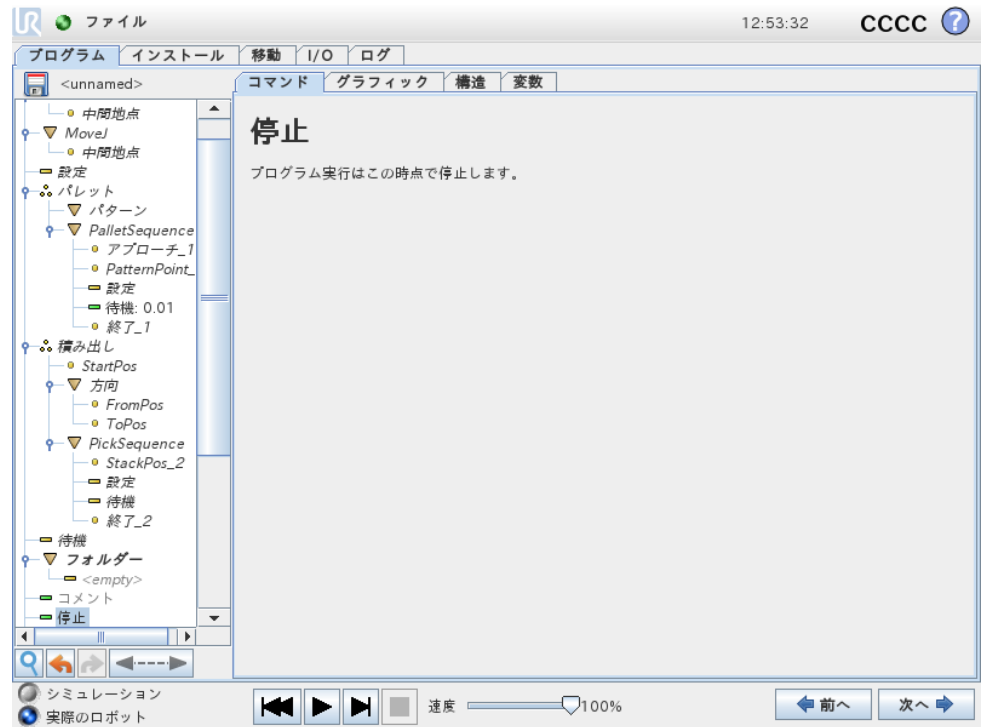 UR ファイル 12:53:32 CCCC ?
プログラム インストール 移動 I/O ログ
<unnamed>
コマンド グラフィック 構造 変数
中間地点
MoveJ
中間地点
設定
パレット
パターン
PalletSequence
アプローチ_1
PatternPoint_
設定
待機: 0.01
終了_1
積み出し
StartPos
方向
FromPos
ToPos
PickSequence
StackPos_2
設定
待機
終了_2
待機
フォルダー
<empty>
コメント
停止
停止
プログラム実行はこの時点で停止します。
シミュレーション
実際のロボット
速度 100%
前へ 次へ